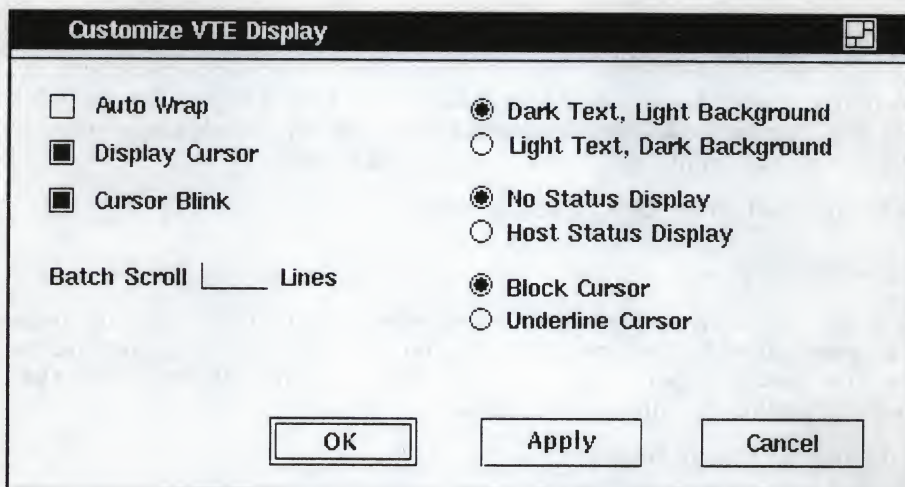 Customize VTE Display
Auto Wrap
Display Cursor
Cursor Blink
Batch Scroll Lines
Dark Text, Light Background
Light Text, Dark Background
No Status Display
Host Status Display
Block Cursor
Underline Cursor
OK
Apply
Cancel